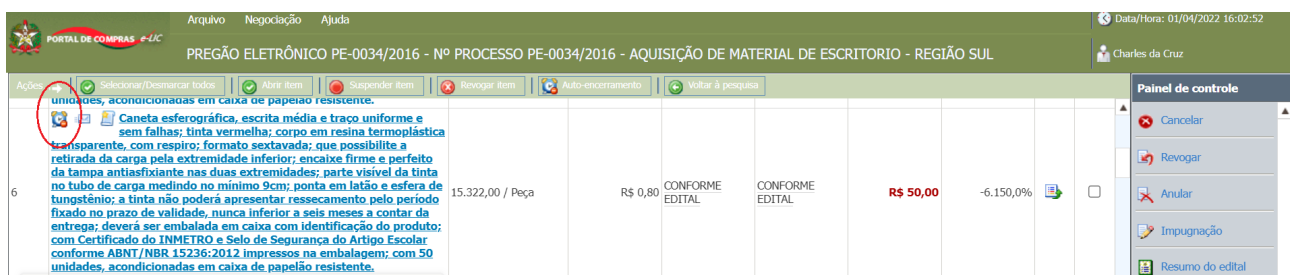 Arquivo Negociação Ajuda
Data/Hora: 01/04/2022 16:02:52
PORTAL DE COMPRAS e-LIC
PREGÃO ELETRÔNICO PE-0034/2016 - Nº PROCESSO PE-0034/2016 - AQUISIÇÃO DE MATERIAL DE ESCRITORIO - REGIÃO SUL
Charles da Cruz
Ações Selecionar/Desmarcar todos Abrir item Suspender item Revogar item Auto-encerramento Voltar à pesquisa
Painel de controle
unidades, acondicionadas em caixa de papelão resistente.
Caneta esferográfica, escrita média e traço uniforme e
sem falhas; tinta vermelha; corpo em resina termoplástica
transparente, com respiro; formato sextavada; que possibilite a
retirada da carga pela extremidade inferior; encaixe firme e perfeito
da tampa antiasfixiante nas duas extremidades; parte visível da tinta
no tubo de carga medindo no mínimo 9cm; ponta em latão e esfera de
tungstênio; a tinta não poderá apresentar ressecamento pelo período
fixado no prazo de validade, nunca inferior a seis meses a contar da
entrega; deverá ser embalada em caixa com identificação do produto;
com Certificado do INMETRO e Selo de Segurança do Artigo Escolar
conforme ABNT/NBR 15236:2012 impressos na embalagem; com 50
unidades, acondicionadas em caixa de papelão resistente.
6
15.322,00 / Peça
R$ 0,80
CONFORME
EDITAL
CONFORME
EDITAL
R$ 50,00
-6.150,0%
Cancelar
Revogar
Anular
Impugnação
Resumo do edital